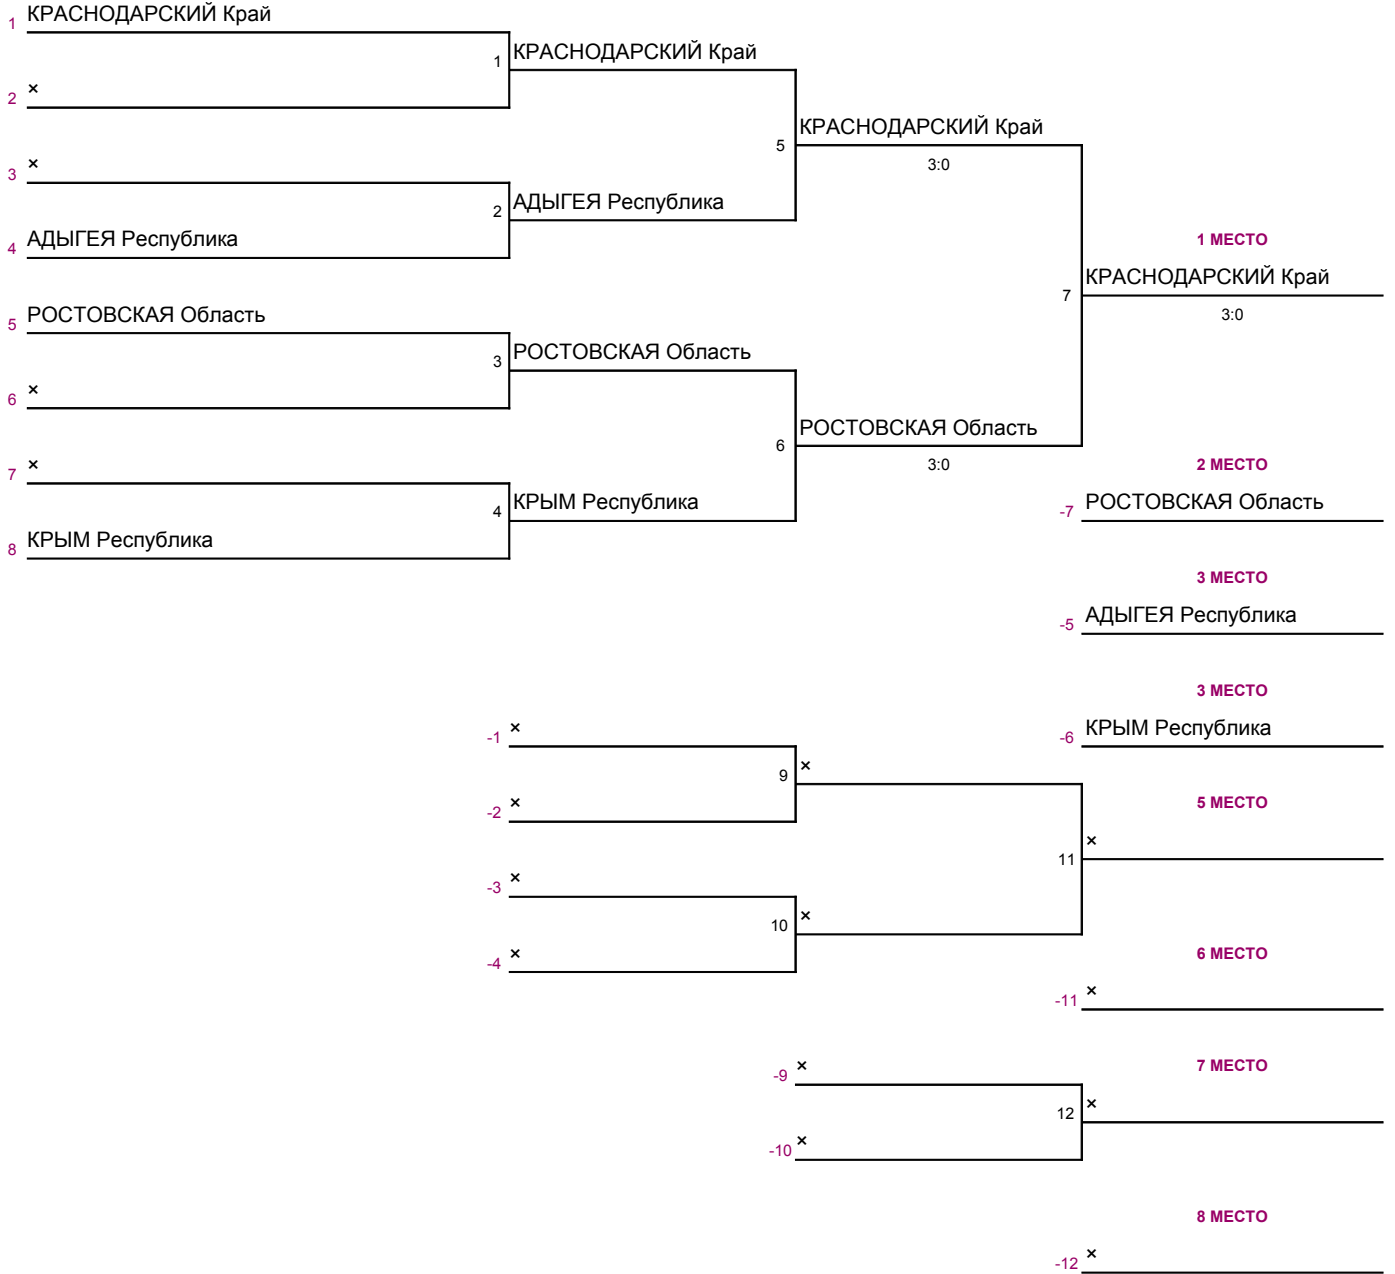 1 КРАСНОДАРСКИЙ Край
1 КРАСНОДАРСКИЙ Край
2 ×
5 КРАСНОДАРСКИЙ Край
3:0
3 ×
2 АДЫГЕЯ Республика
4 АДЫГЕЯ Республика
1 МЕСТО
7 КРАСНОДАРСКИЙ Край
3:0
5 РОСТОВСКАЯ Область
3 РОСТОВСКАЯ Область
6 ×
6 РОСТОВСКАЯ Область
3:0
7 ×
2 МЕСТО
4 КРЫМ Республика
-7 РОСТОВСКАЯ Область
8 КРЫМ Республика
3 МЕСТО
-5 АДЫГЕЯ Республика
3 МЕСТО
-1 ×
-6 КРЫМ Республика
9 ×
-2 ×
5 МЕСТО
11 ×
-3 ×
10 ×
-4 ×
6 МЕСТО
-11 ×
-9 ×
7 МЕСТО
12 ×
-10 ×
8 МЕСТО
-12 ×